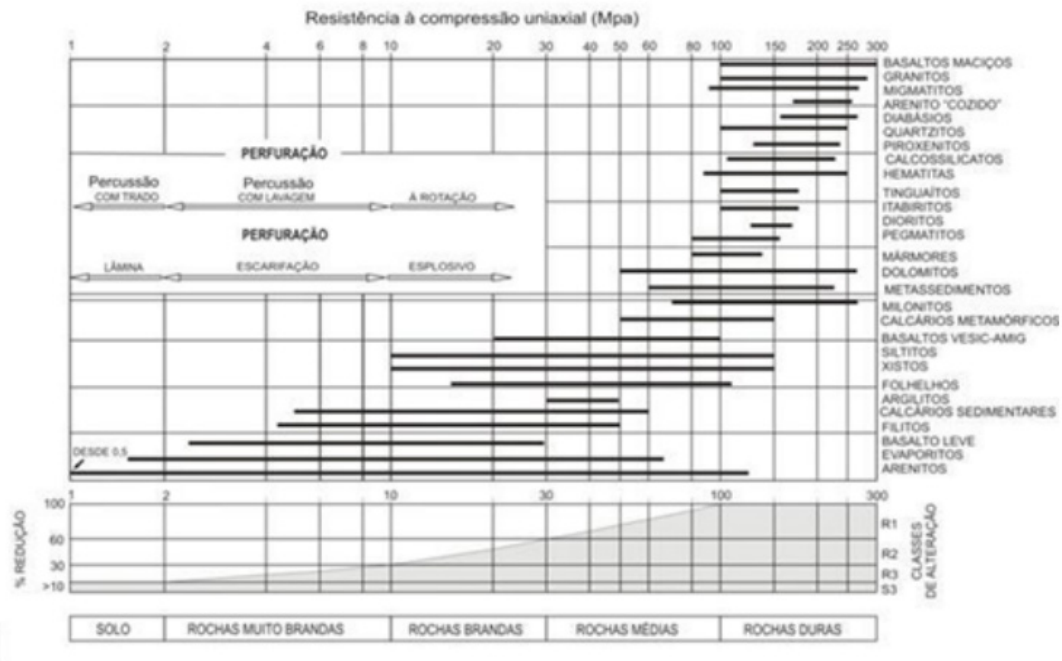 Resistência à compressão uniaxial (Mpa)
1 2 4 6 8 10 20 30 40 50 60 80 100 150 200 250 300
BASALTOS MACIÇOS
GRANITOS
MIGMATITOS
ARENITO "COZIDO"
DIABÁSIOS
QUARTZITOS
PIROXENITOS
CALCOSSILICATOS
HEMATITAS
TINGUAÍTOS
ITABIRITOS
DIORITOS
PEGMATITOS
MÁRMORES
DOLOMITOS
METASSEDIMENTOS
MILONITOS
CALCÁRIOS METAMÓRFICOS
BASALTOS VESIC-AMIG
SILTITOS
XISTOS
FOLHELHOS
ARGILITOS
CALCÁRIOS SEDIMENTARES
FILITOS
BASALTO LEVE
EVAPORITOS
ARENITOS
PERFURAÇÃO
Percussão
COM TRADO
Percussão
COM LAVAGEM
À ROTAÇÃO
PERFURAÇÃO
LÂMINA
ESCARIFAÇÃO
ESPLOSIVO
DESDE 0,5
1 2 10 30 100 300
% REDUÇÃO
100
60
30
>10
R1
R2
R3
S3
CLASSES
DE ALTERAÇÃO
SOLO
ROCHAS MUITO BRANDAS
ROCHAS BRANDAS
ROCHAS MÉDIAS
ROCHAS DURAS